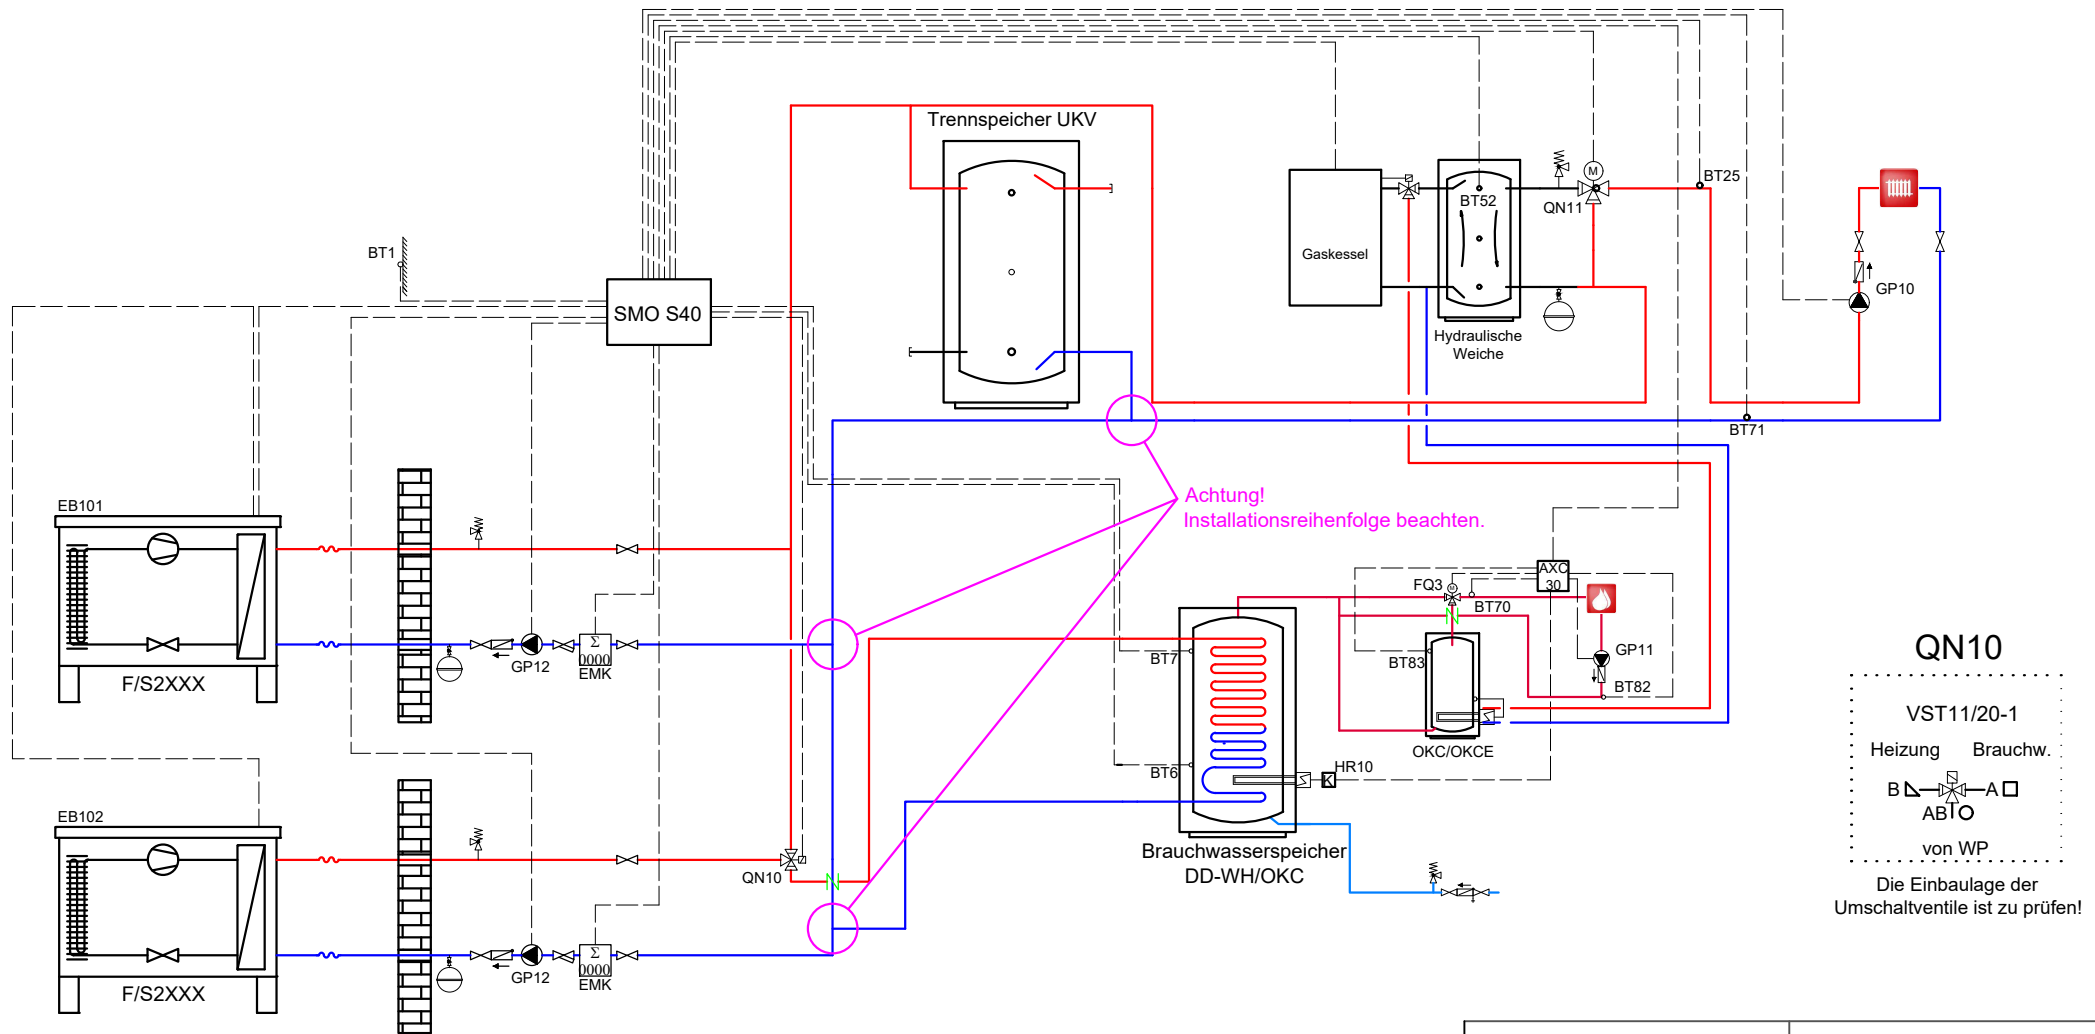 Trennspeicher UKV
BT25
BT52
QN11
BT1
Gaskessel
GP10
SMO S40
Hydraulische
Weiche
BT71
EB101
Achtung!
Installationsreihenfolge beachten.
AXC
30
FQ3
BT70
M
M
Σ
0000
GP12
EMK
BT7
BT83
GP11
BT82
F/S2XXX
QN10
VST11/20-1
Heizung Brauchw.
B A
AB
von WP
Die Einbaulage der
Umschaltventile ist zu prüfen!
OKC/OKCE
BT6
HR10
K
EB102
Brauchwasserspeicher
DD-WH/OKC
QN10
Σ
0000
GP12
EMK
F/S2XXX